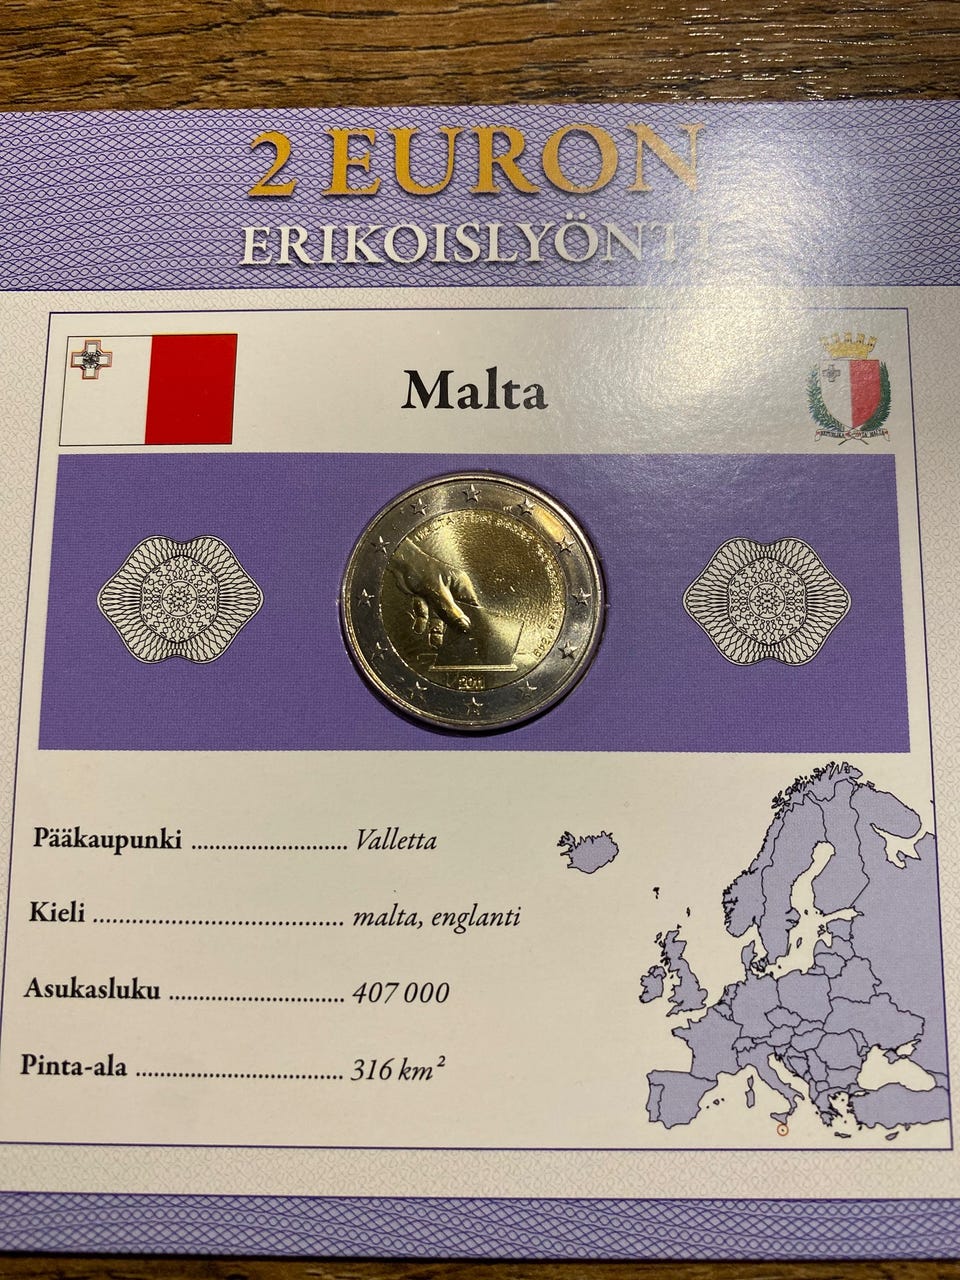 2 EURON
ERIKOISLYÖNTI
Malta
2011
Pääkaupunki ........................... Valletta
Kieli ........................................... malta, englanti
Asukasluku .............................. 407 000
Pinta-ala .................................... 316 km²